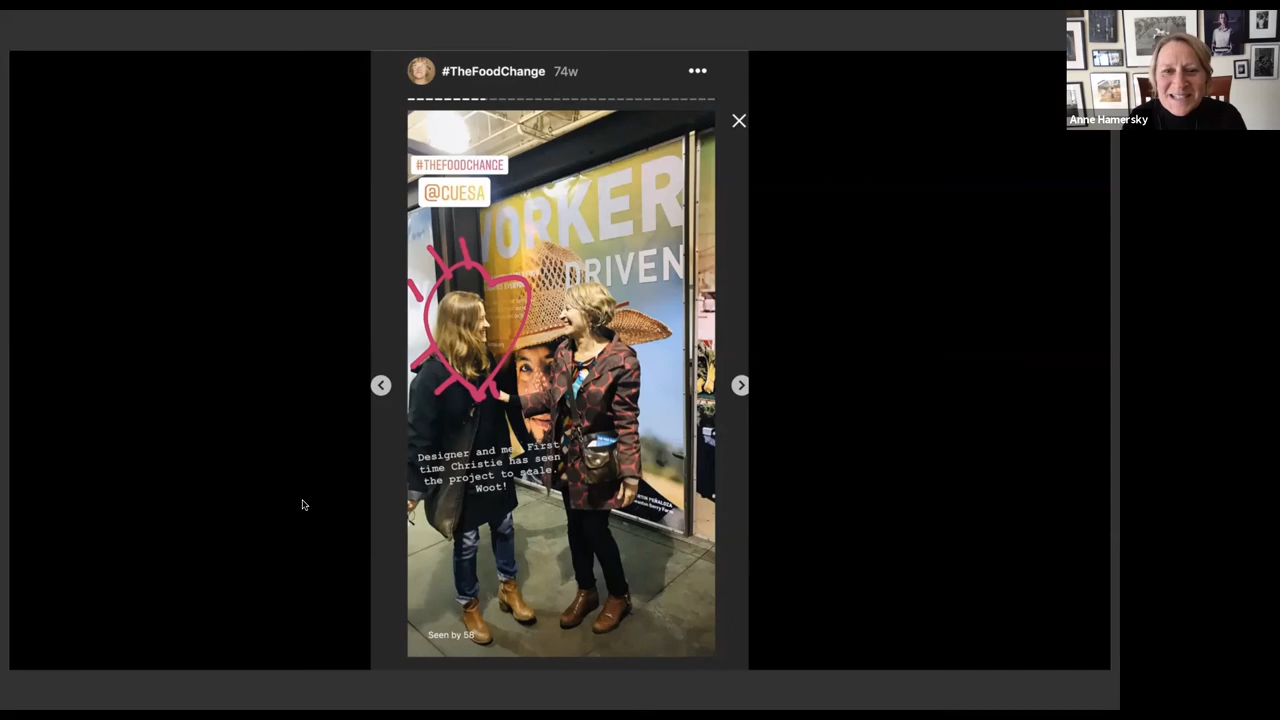 #TheFoodChange 74w
Anne Hamersky
#THEFOODCHANGE
@CUESA
WORKER
DRIVEN
Designer and me. First
time Christie has seen
the project to scale.
Woot!
Seen by 58